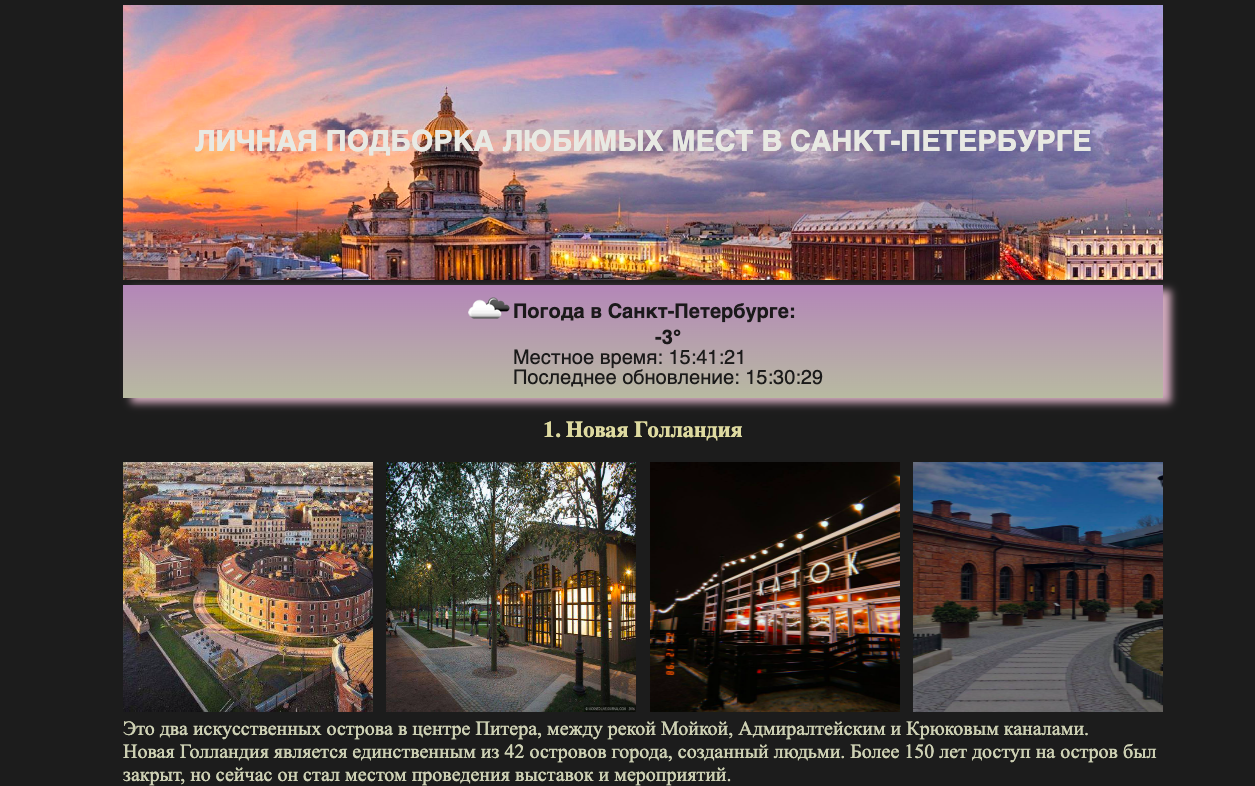 ЛИЧНАЯ ПОДБОРКА ЛЮБИМЫХ МЕСТ В САНКТ-ПЕТЕРБУРГЕ
Погода в Санкт-Петербурге:
-3°
Местное время: 15:41:21
Последнее обновление: 15:30:29
1. Новая Голландия
КАТОК
Это два искусственных острова в центре Питера, между рекой Мойкой, Адмиралтейским и Крюковым каналами.
Новая Голландия является единственным из 42 островов города, созданный людьми. Более 150 лет доступ на остров был
закрыт, но сейчас он стал местом проведения выставок и мероприятий.